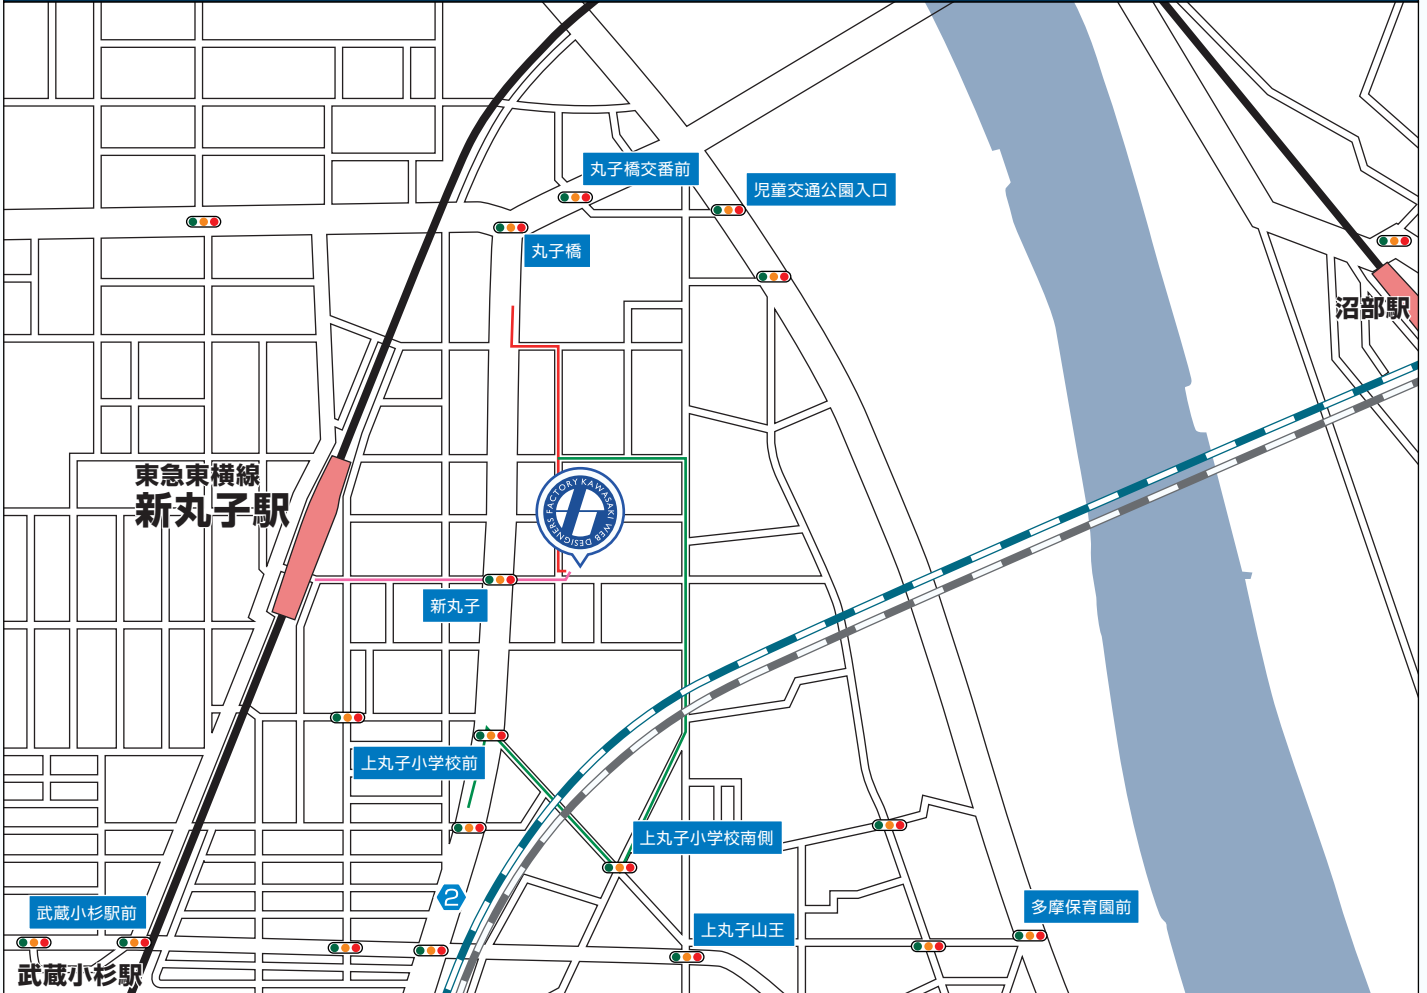 丸子橋交番前
児童交通公園入口
丸子橋
沼部駅
東急東横線
新丸子駅
KAWASAKI WEB DESIGNERS FACTORY
新丸子
上丸子小学校前
上丸子小学校南側
2
武蔵小杉駅前
多摩保育園前
上丸子山王
武蔵小杉駅